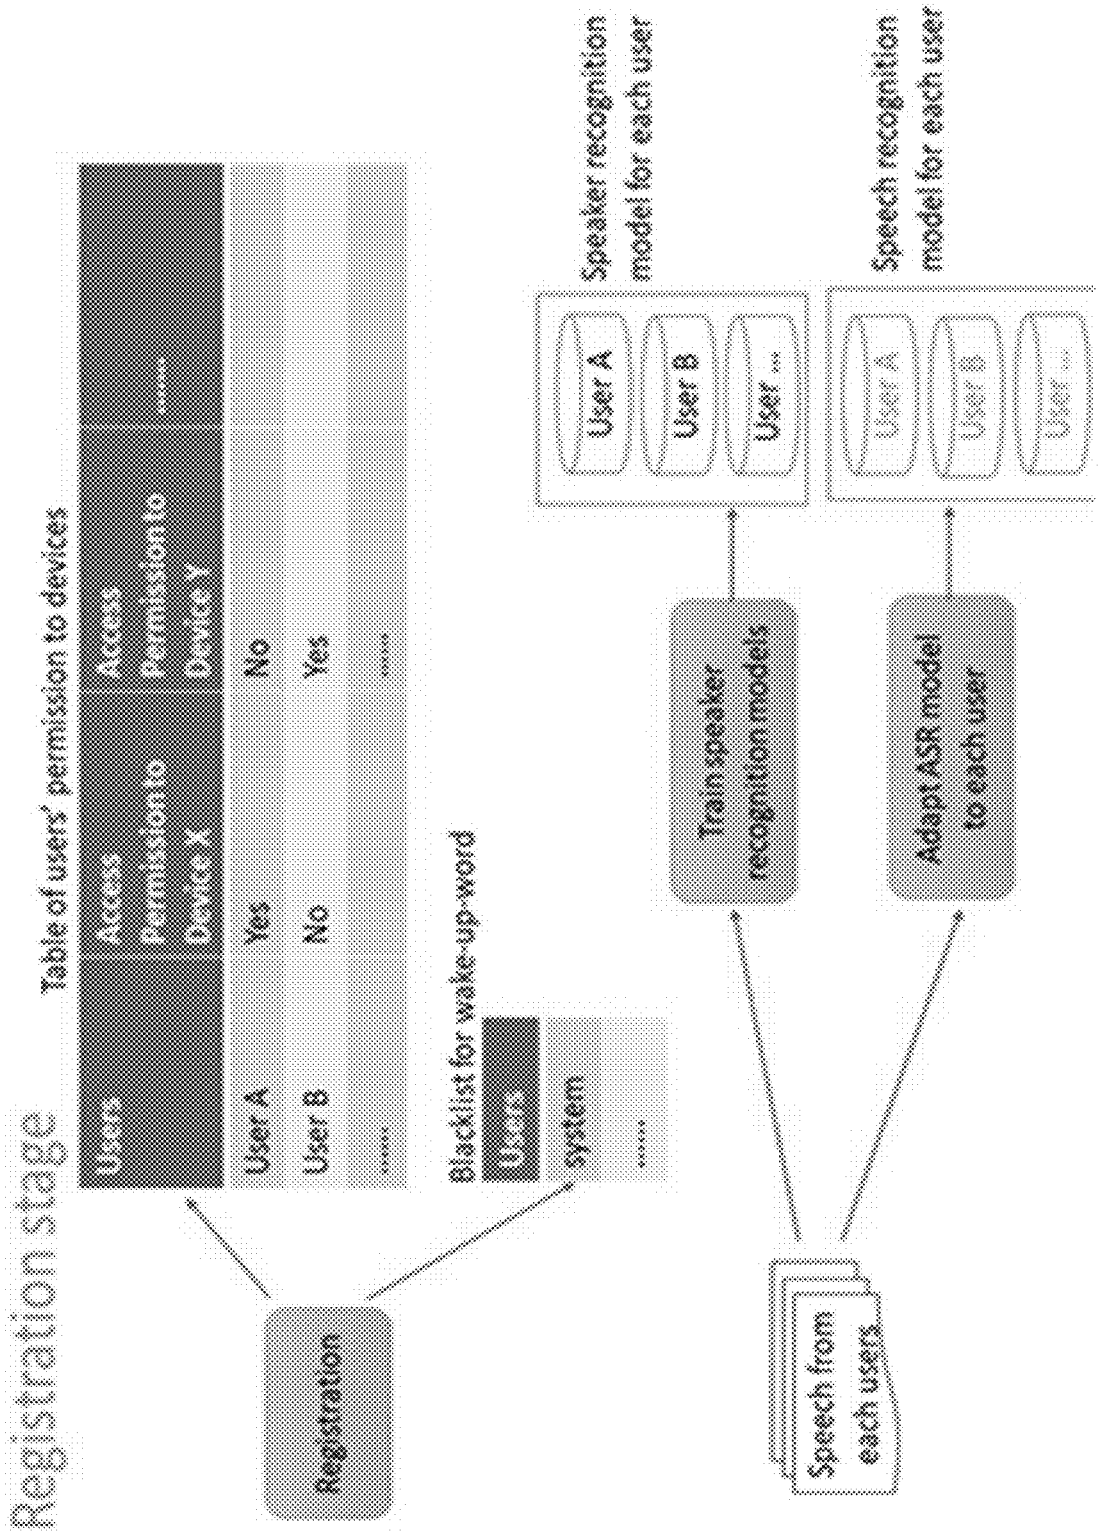 Registration stage
Table of users' permission to devices
Users
Access
Permission to
Device X
Access
Permission to
Device Y
......
User A
Yes
No
User B
No
Yes
......
......
Registration
Blacklist for wake-up-word
Users
system
......
Speech from
each users
Train speaker
recognition models
Adapt ASR model
to each user
User A
User B
User ...
Speaker recognition
model for each user
User A
User B
User ...
Speech recognition
model for each user